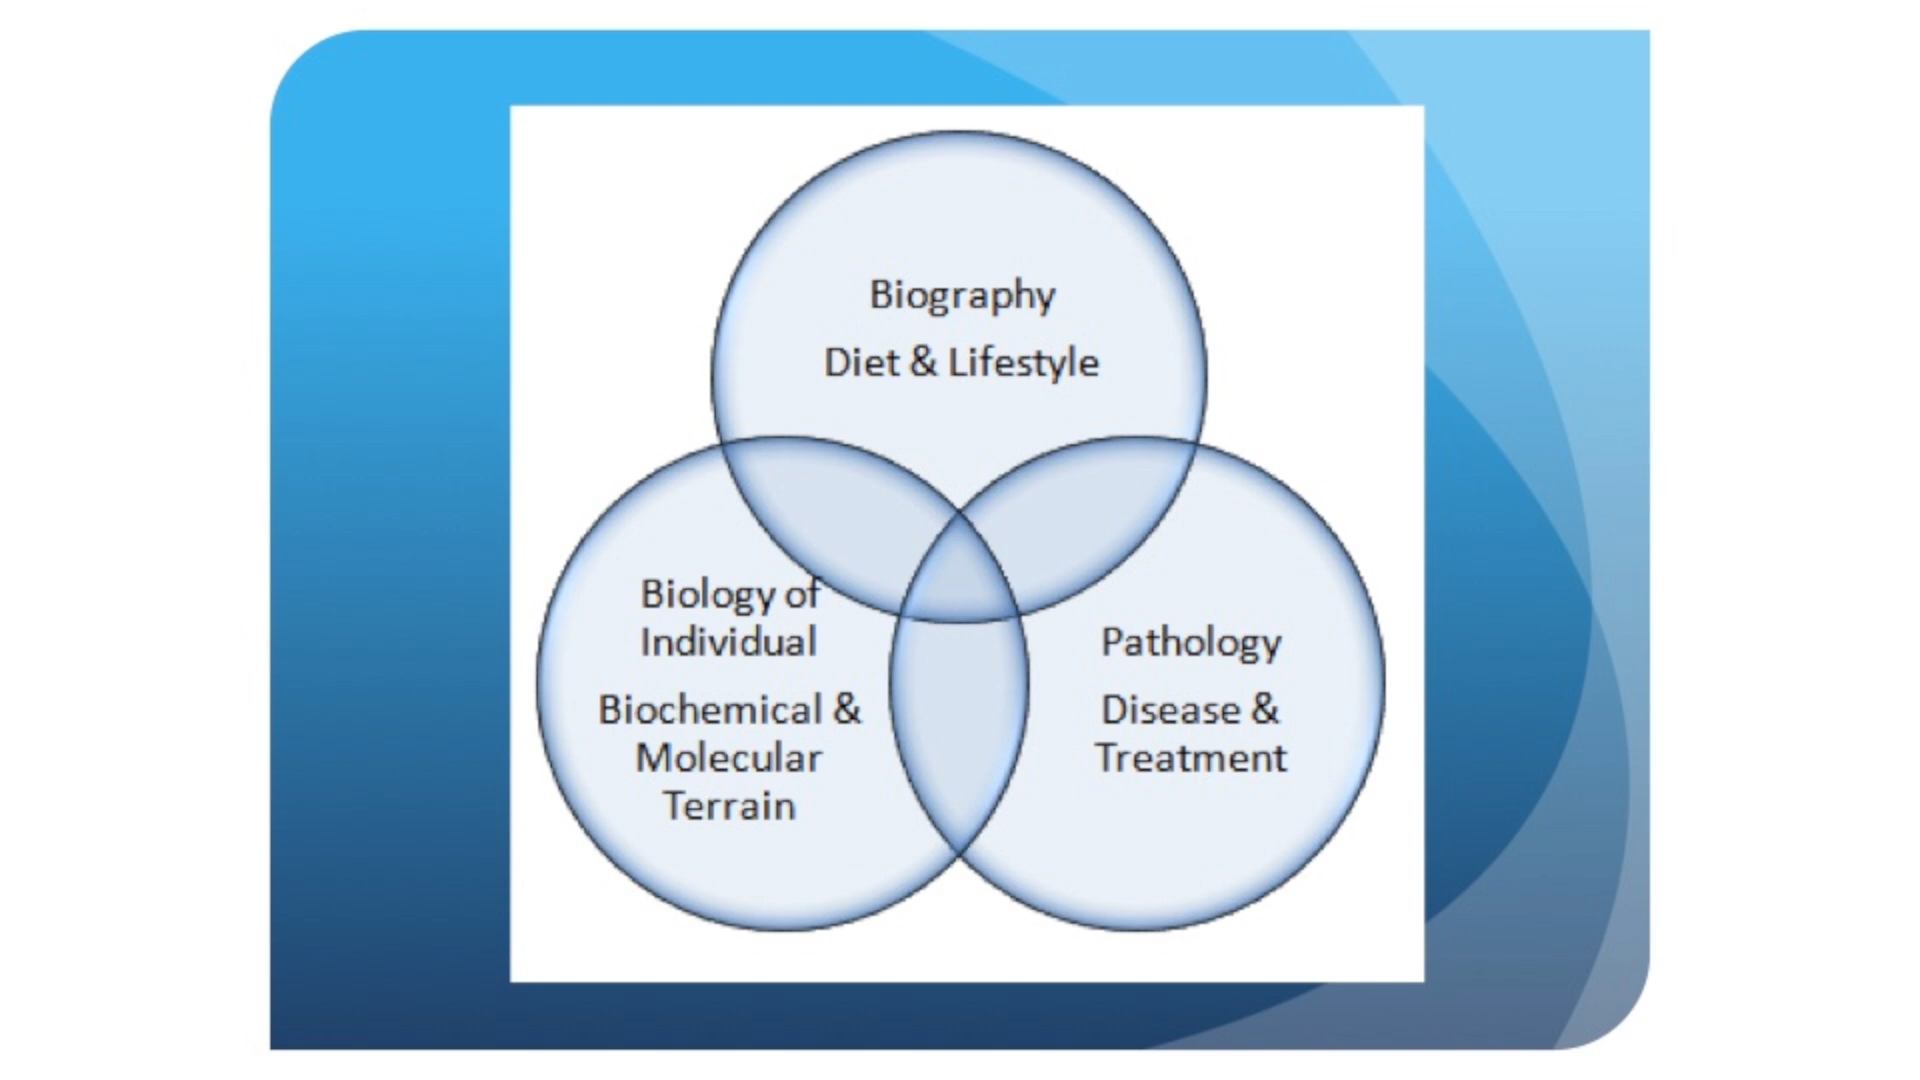 Biography
Diet & Lifestyle
Biology of
Individual
Biochemical &
Molecular
Terrain
Pathology
Disease &
Treatment